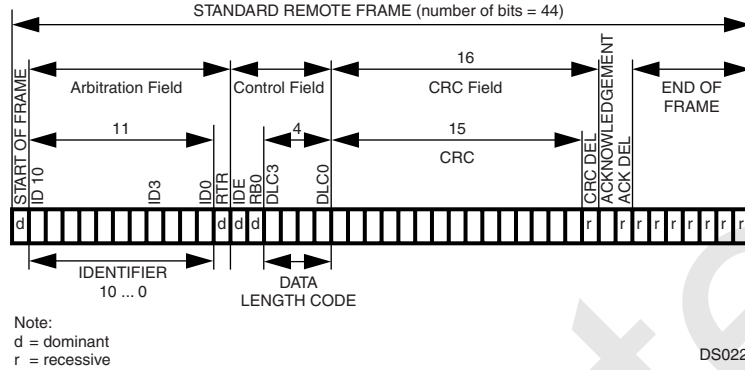 STANDARD REMOTE FRAME (number of bits = 44)
16
Arbitration Field
Control Field
CRC Field
END OF
FRAME
11
4
15
CRC
START OF FRAME
ID 10
ID3
ID0
RTR
IDE
RB0
DLC3
DLC0
CRC DEL
ACKNOWLEDGEMENT
ACK DEL
d d d d r r r r r r r r r
IDENTIFIER
10 ... 0
DATA
LENGTH CODE
Note:
d = dominant
r = recessive
DS022